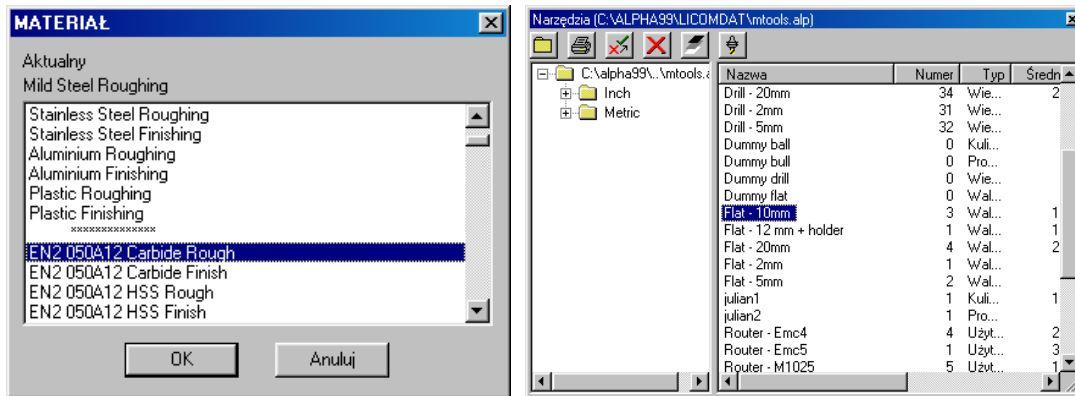 MATERIAŁ
Aktualny
Mild Steel Roughing
Stainless Steel Roughing
Stainless Steel Finishing
Aluminium Roughing
Aluminium Finishing
Plastic Roughing
Plastic Finishing
**************
EN2 050A12 Carbide Rough
EN2 050A12 Carbide Finish
EN2 050A12 HSS Rough
EN2 050A12 HSS Finish
OK Anuluj
Narzędzia (C:\ALPHA99\LICOMDAT\mtools.alp)
C:\alpha99\..\mtools.a
Inch
Metric
Nazwa Numer Typ Średn
Drill - 20mm 34 Wie... 2
Drill - 2mm 31 Wie...
Drill - 5mm 32 Wie...
Dummy ball 0 Kuli...
Dummy bull 0 Pro...
Dummy drill 0 Wie...
Dummy flat 0 Wal...
Flat - 10mm 3 Wal... 1
Flat - 12 mm + holder 1 Wal... 1
Flat - 20mm 4 Wal... 2
Flat - 2mm 1 Wal...
Flat - 5mm 2 Wal...
julian1 1 Kuli... 1
julian2 1 Pro...
Router - Emc4 4 Użyt... 2
Router - Emc5 1 Użyt... 3
Router - M1025 5 Użyt... 1